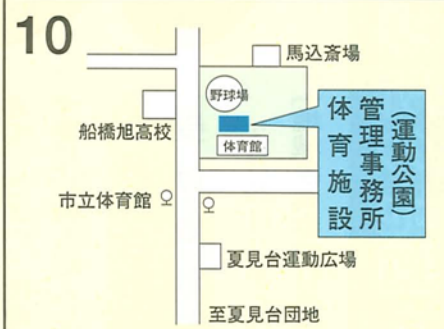 10
馬込斎場
野球場
船橋旭高校
体育館
(運動公園)
管理事務所
体育施設
市立体育館
夏見台運動広場
至夏見台団地